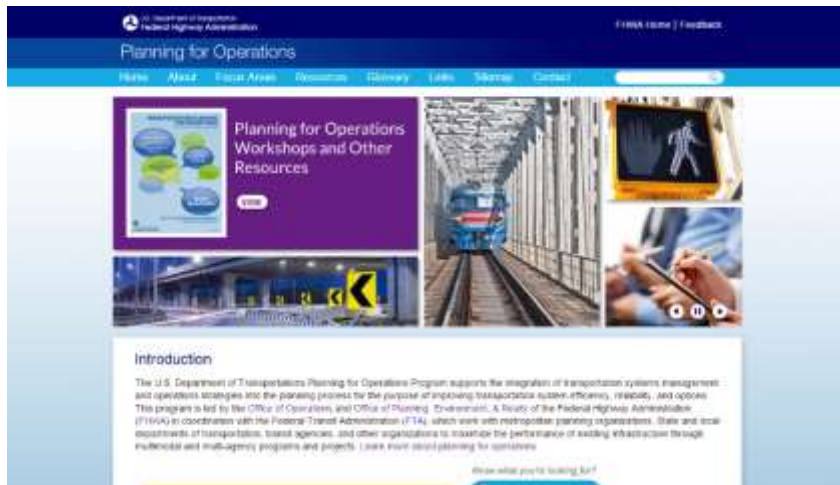 U.S. Department of Transportation
Federal Highway Administration
FHWA Home | Feedback
Planning for Operations
Home About Focus Areas Resources Glossary Links Sitemap Contact
Planning for Operations
Workshops and Other
Resources
VIEW
Introduction
The U.S. Department of Transportations Planning for Operations Program supports the integration of transportation systems management
and operations strategies into the planning process for the purpose of improving transportation system efficiency, reliability, and options.
This program is led by the Office of Operations and Office of Planning, Environment, & Realty of the Federal Highway Administration
(FHWA) in coordination with the Federal Transit Administration (FTA), which work with metropolitan planning organizations, State and local
departments of transportation, transit agencies, and other organizations to maximize the performance of existing infrastructure through
multimodal and multi-agency programs and projects. Learn more about planning for operations
Know what you're looking for?